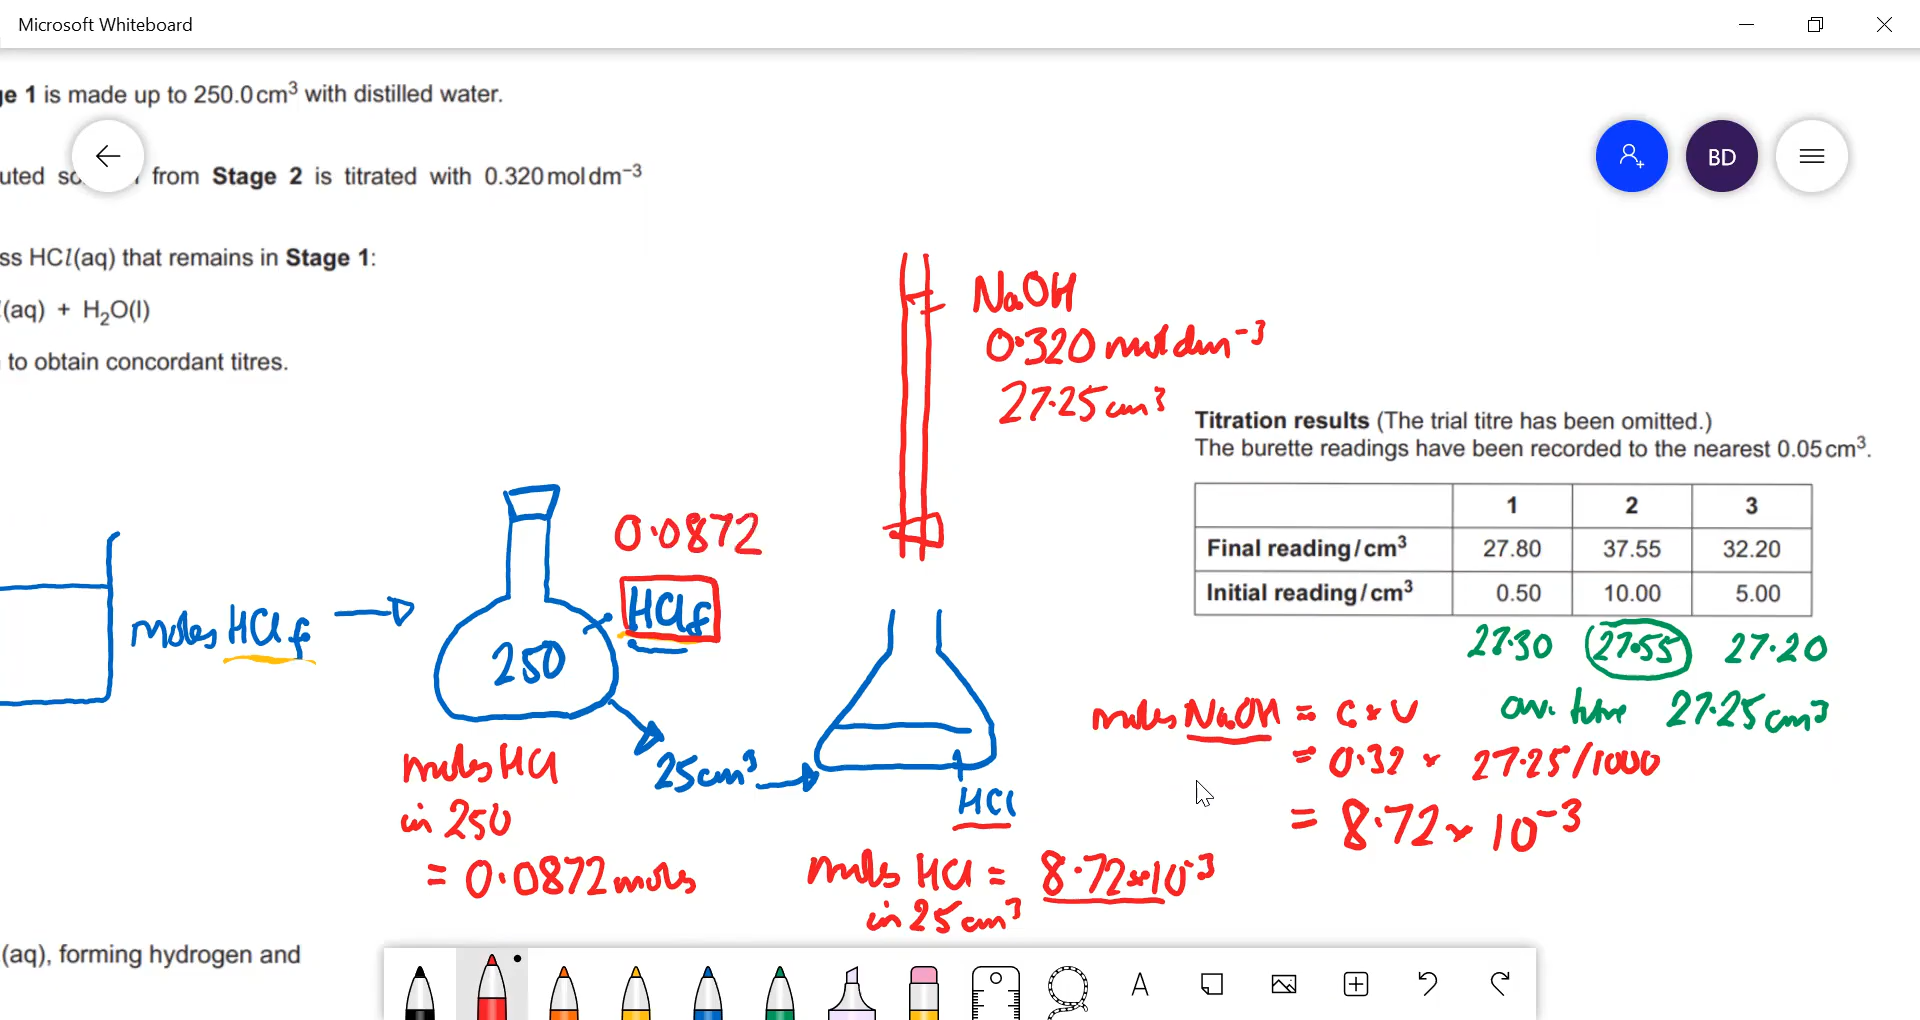 Microsoft Whiteboard
ge 1 is made up to 250.0 cm³ with distilled water.
uted from Stage 2 is titrated with 0.320 mol dm⁻³
BD
ss HCl(aq) that remains in Stage 1:
(aq) + H₂O(l)
to obtain concordant titres.
NaOH
0.320 mol dm⁻³
27.25 cm³
Titration results (The trial titre has been omitted.)
The burette readings have been recorded to the nearest 0.05 cm³.
1 2 3
Final reading/cm³ 27.80 37.55 32.20
Initial reading/cm³ 0.50 10.00 5.00
27.30 27.55 27.20
av. titre 27.25 cm³
0.0872
HCl f
moles HCl f
250
25 cm³
HCl
moles NaOH = C × V
= 0.32 × 27.25/1000
= 8.72 × 10⁻³
moles HCl
in 250
= 0.0872 moles
moles HCl = 8.72×10⁻³
in 25 cm³
(aq), forming hydrogen and
A